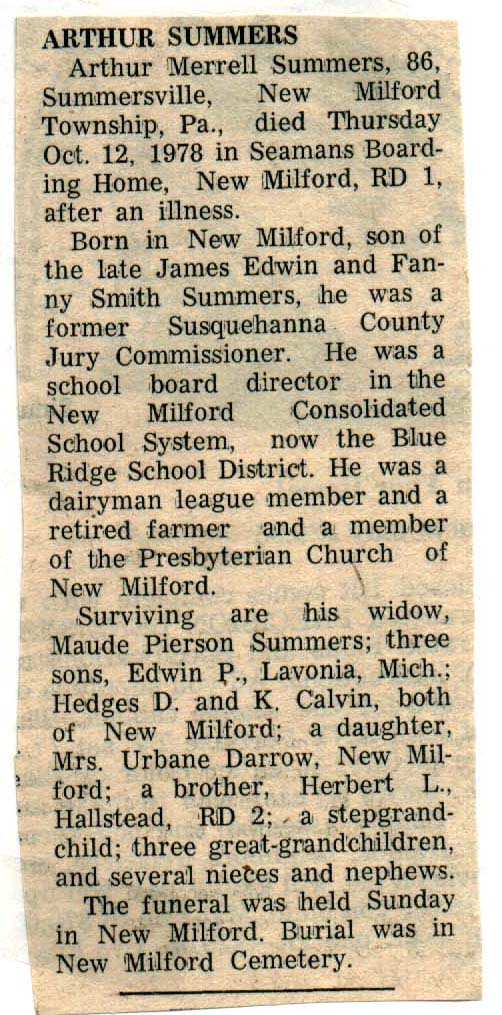 ARTHUR SUMMERS
Arthur Merrell Summers, 86,
Summersville, New Milford
Township, Pa., died Thursday
Oct. 12, 1978 in Seamans Board-
ing Home, New Milford, RD 1,
after an illness.
Born in New Milford, son of
the late James Edwin and Fan-
ny Smith Summers, he was a
former Susquehanna County
Jury Commissioner. He was a
school board director in the
New Milford Consolidated
School System, now the Blue
Ridge School District. He was a
dairyman league member and a
retired farmer and a member
of the Presbyterian Church of
New Milford.
Surviving are his widow,
Maude Pierson Summers; three
sons, Edwin P., Lavonia, Mich.;
Hedges D. and K. Calvin, both
of New Milford; a daughter,
Mrs. Urbane Darrow, New Mil-
ford; a brother, Herbert L.,
Hallstead, RD 2; a stepgrand-
child; three great-grandchildren,
and several nieces and nephews.
The funeral was held Sunday
in New Milford. Burial was in
New Milford Cemetery.